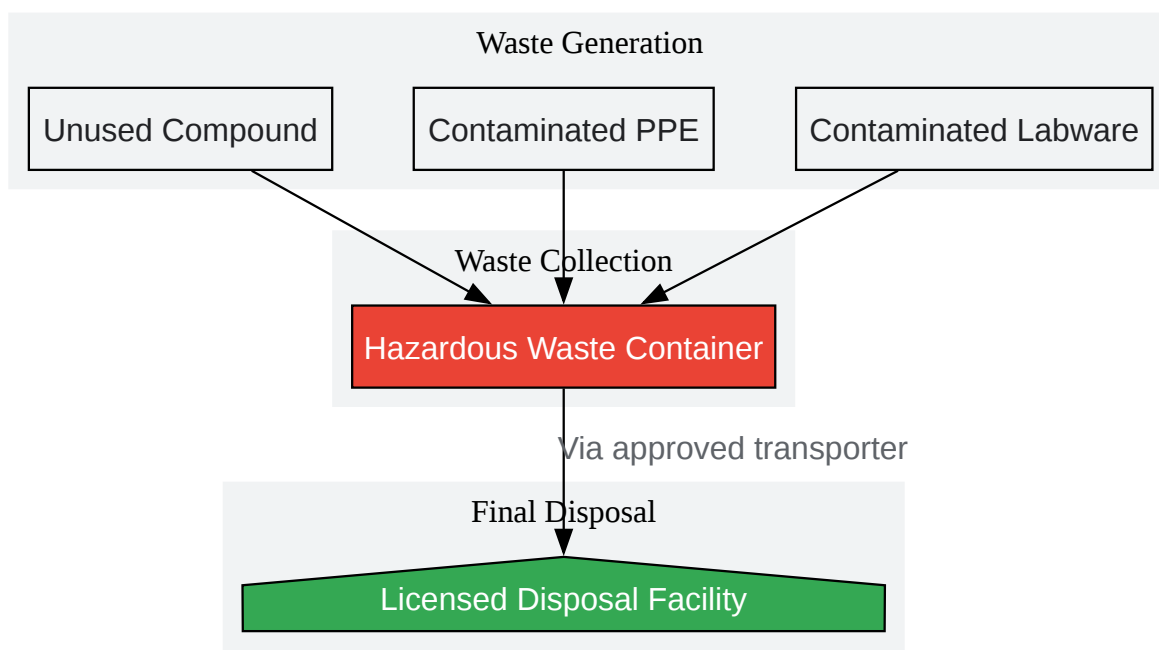 Waste Generation
Unused Compound
Contaminated PPE
Contaminated Labware
Waste Collection
Hazardous Waste Container
Via approved transporter
Final Disposal
Licensed Disposal Facility